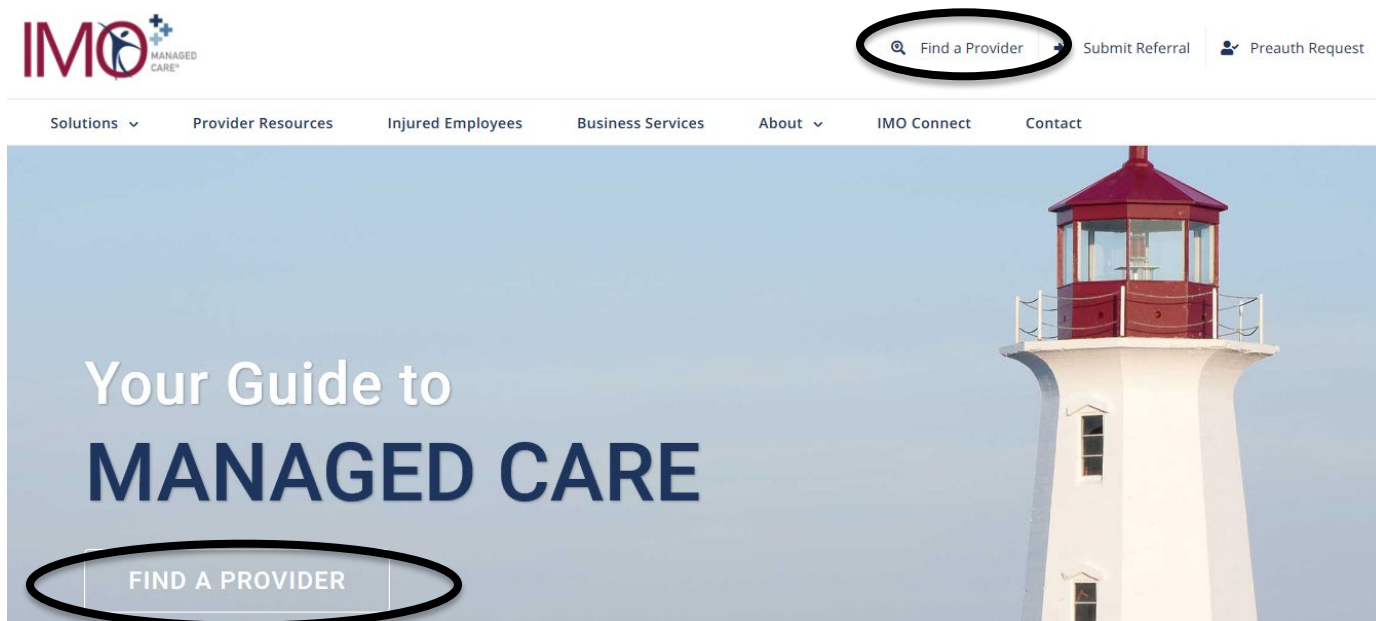 IMO
MANAGED
CARE®
Find a Provider
Submit Referral
Preauth Request
Solutions
Provider Resources
Injured Employees
Business Services
About
IMO Connect
Contact
Your Guide to
MANAGED CARE
FIND A PROVIDER